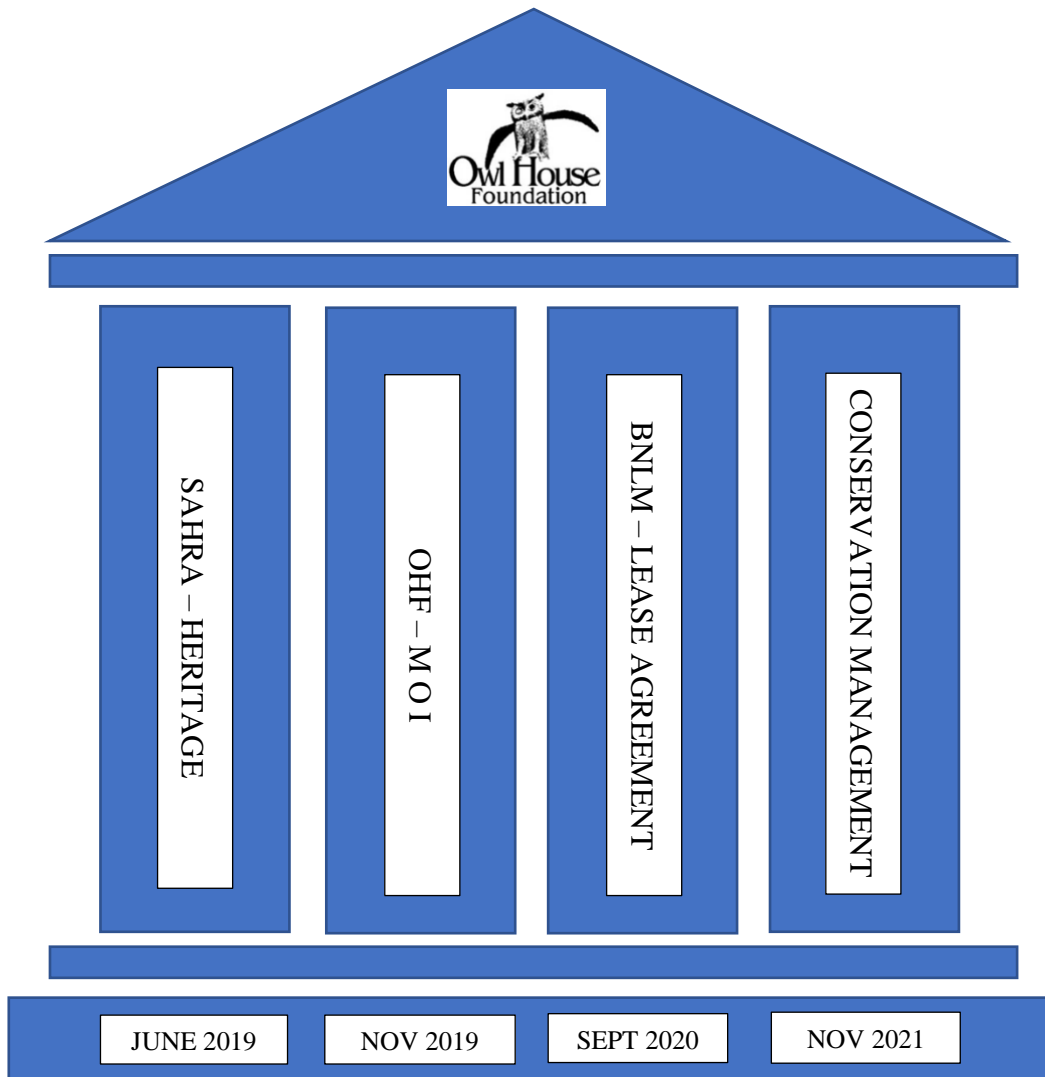 Owl House
Foundation
SAHRA – HERITAGE
OHF – M O I
BNLM – LEASE AGREEMENT
CONSERVATION MANAGEMENT
JUNE 2019
NOV 2019
SEPT 2020
NOV 2021